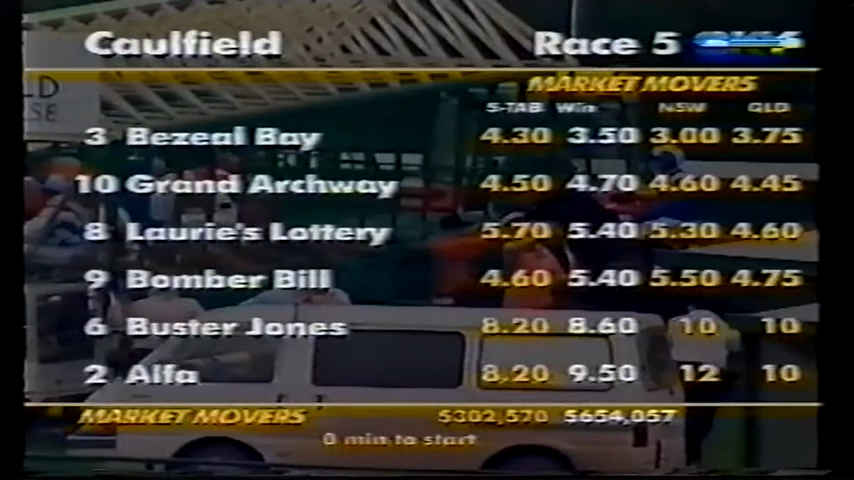 Caulfield Race 5
MARKET MOVERS
S-TAB Win NSW QLD
3 Bezeal Bay 4.30 3.50 3.00 3.75
10 Grand Archway 4.50 4.70 4.60 4.45
8 Laurie's Lottery 5.70 5.40 5.30 4.60
9 Bomber Bill 4.60 5.40 5.50 4.75
6 Buster Jones 8.20 8.60 10 10
2 Alfa 8.20 9.50 12 10
MARKET MOVERS $302,570 $654,057
0 min to start